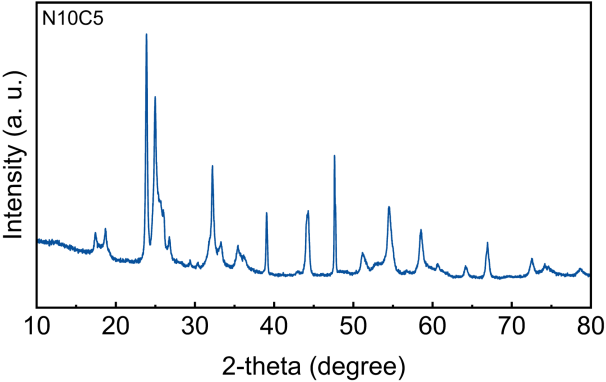 N10C5
Intensity (a. u.)
10 20 30 40 50 60 70 80
2-theta (degree)